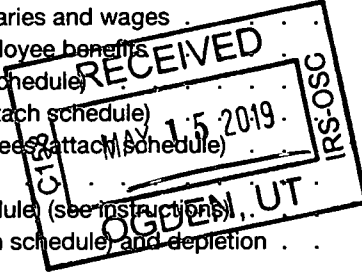 aries and wages . . . .
loyee benefits . . . .
RECEIVED
chedule) . . . .
tach schedule) . . . .
MAY 15 2019
ees (attach schedule) .
IRS-OSC
dule) (see instructions) . .
OGDEN, UT
schedule) and depletion . .